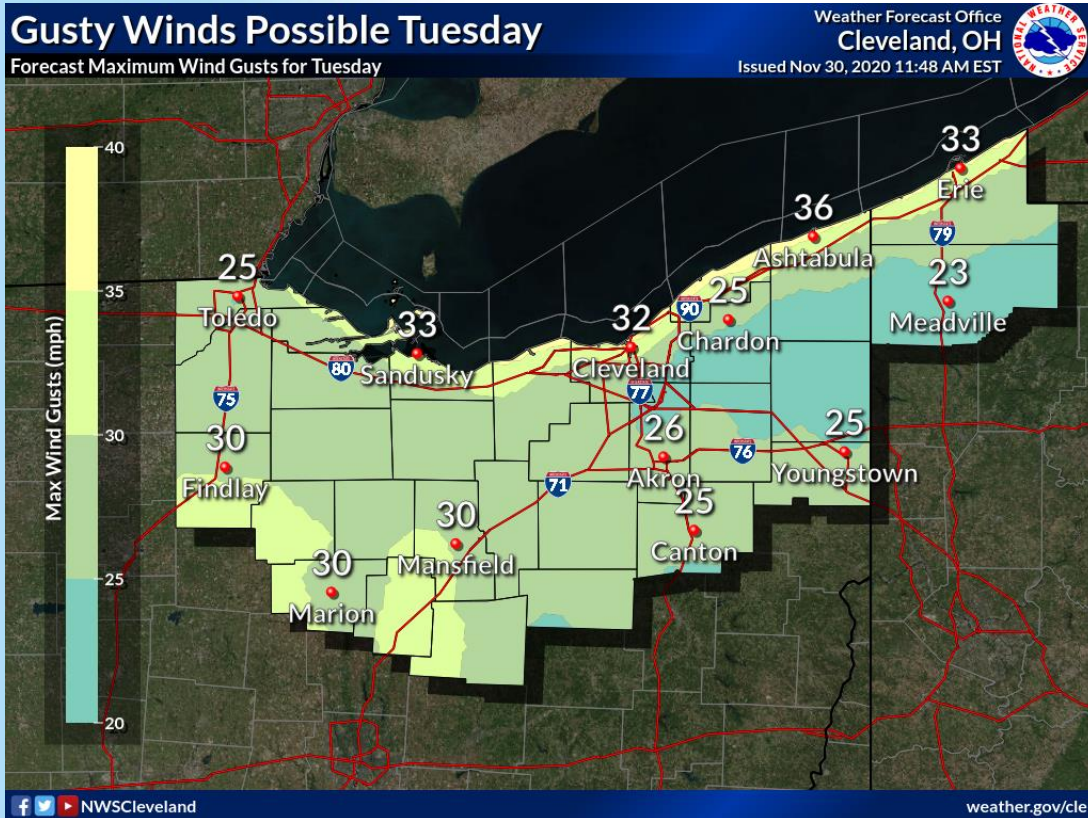 Gusty Winds Possible Tuesday
Forecast Maximum Wind Gusts for Tuesday
Weather Forecast Office
Cleveland, OH
Issued Nov 30, 2020 11:48 AM EST
NATIONAL WEATHER SERVICE
Max Wind Gusts (mph)
40
35
30
25
20
33
Erie
36
Ashtabula
79
23
Meadville
25
Toledo
33
Sandusky
80
32
Cleveland
90
25
Chardon
77
75
30
Findlay
26
Akron
76
25
Youngstown
71
30
Mansfield
25
Canton
30
Marion
NWSCleveland
weather.gov/cle